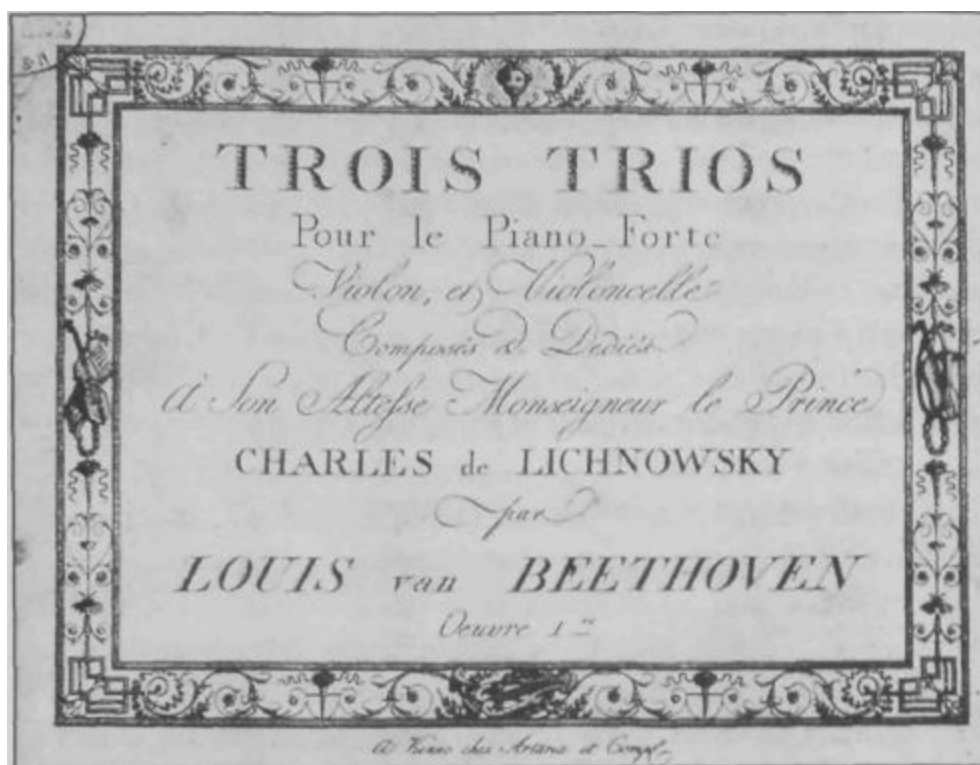 TROIS TRIOS
Pour le Piano-Forte
Violon, et Violoncelle
Composés & Dediés
à Son Altesse Monseigneur le Prince
CHARLES de LICHNOWSKY
par
LOUIS van BEETHOVEN
Oeuvre 1
A Vienne chez Artaria et Comp.